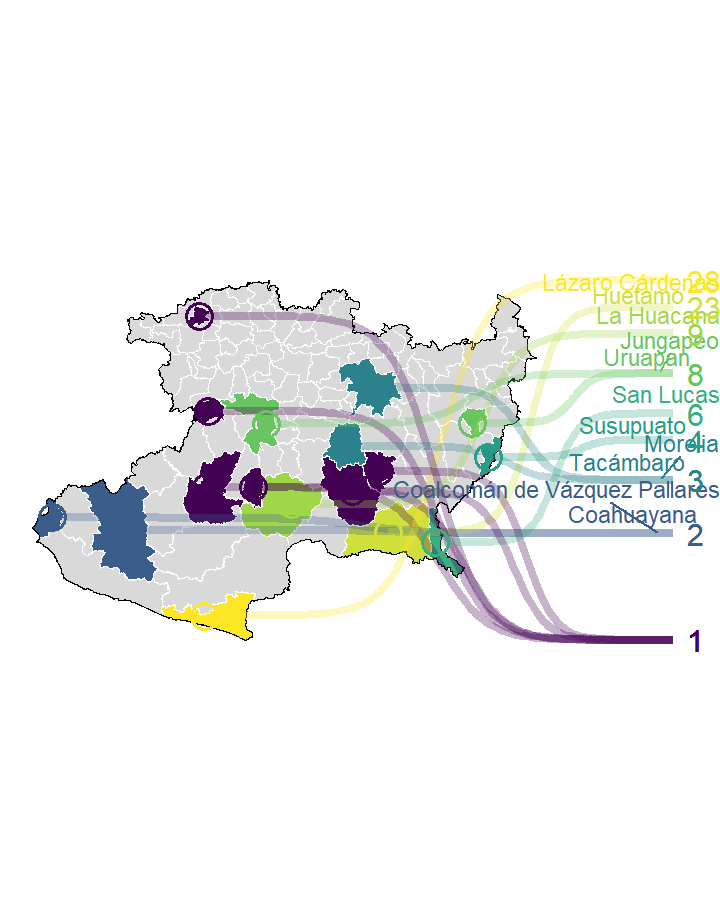 Lázaro Cárdenas
28
Huetamo
23
La Huacana
9
Jungapeo
Uruapan
8
San Lucas
6
Susupuato
4
Morelia
Tacámbaro
3
Coalcomán de Vázquez Pallares
Coahuayana
2
1